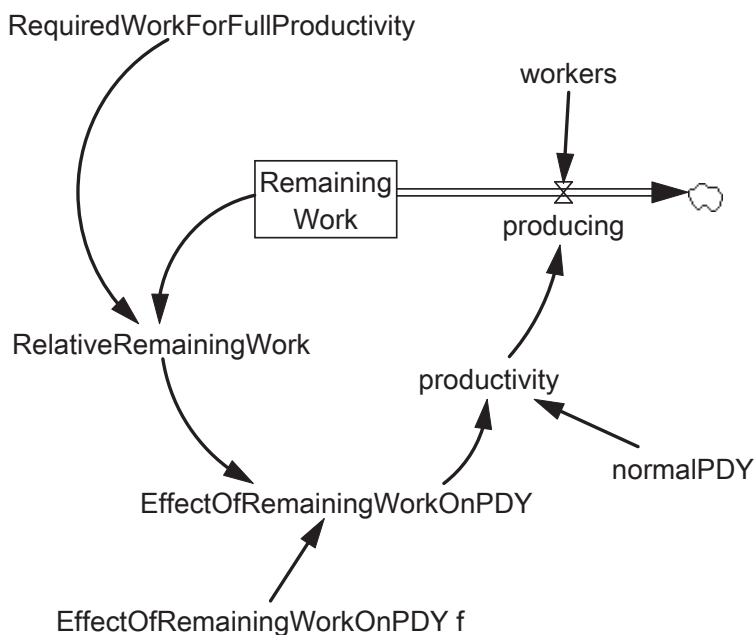 RequiredWorkForFullProductivity
workers
Remaining
Work
producing
RelativeRemainingWork
productivity
normalPDY
EffectOfRemainingWorkOnPDY
EffectOfRemainingWorkOnPDY f